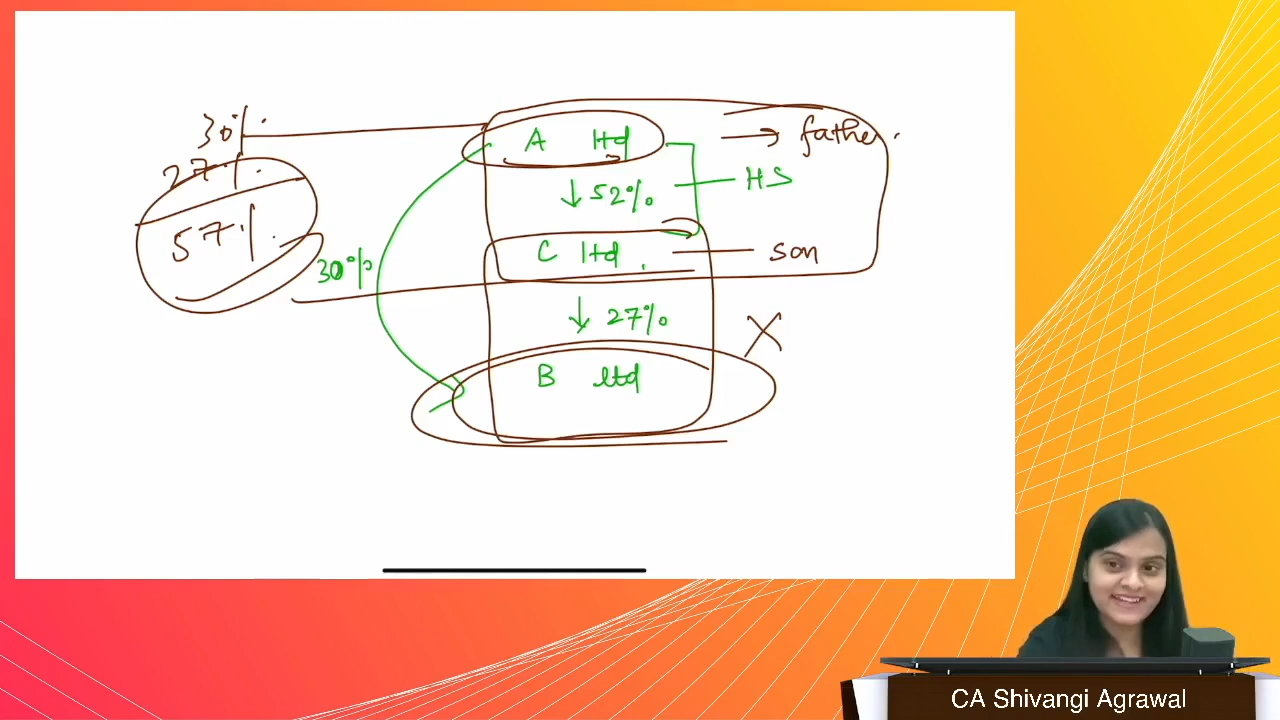 30%.
27%.
57%.
30%
A ltd
→ father.
↓ 52%
HS
C ltd.
son
↓ 27%
X
B ltd
CA Shivangi Agrawal